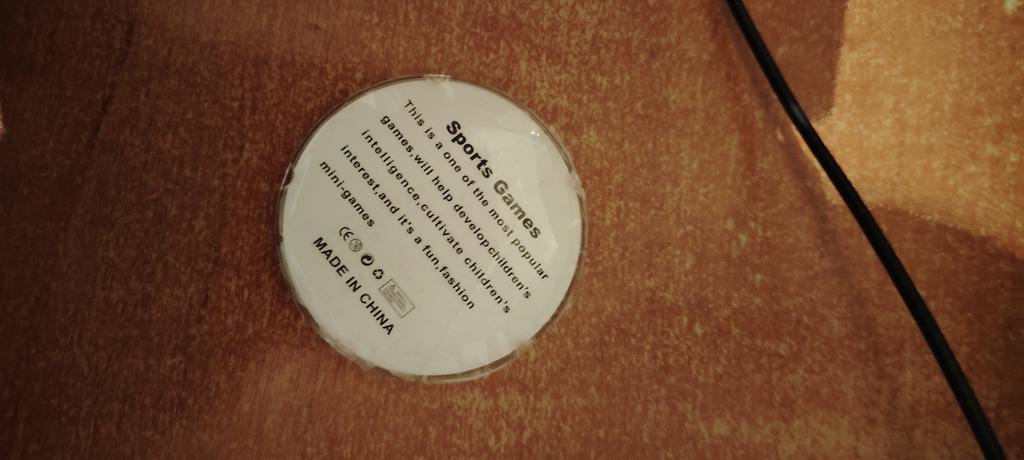 Sports Games
This is a one of the most popular
games,will help developchildren's
intelligence,cultivate children's
interest,and it's a fun,fashion
mini-games
CE
MADE IN CHINA